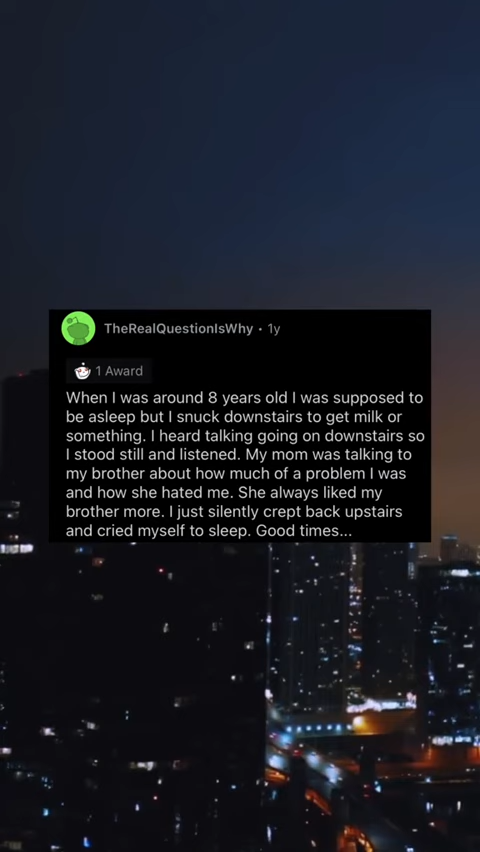 TheRealQuestionIsWhy • 1y
1 Award
When I was around 8 years old I was supposed to
be asleep but I snuck downstairs to get milk or
something. I heard talking going on downstairs so
I stood still and listened. My mom was talking to
my brother about how much of a problem I was
and how she hated me. She always liked my
brother more. I just silently crept back upstairs
and cried myself to sleep. Good times...